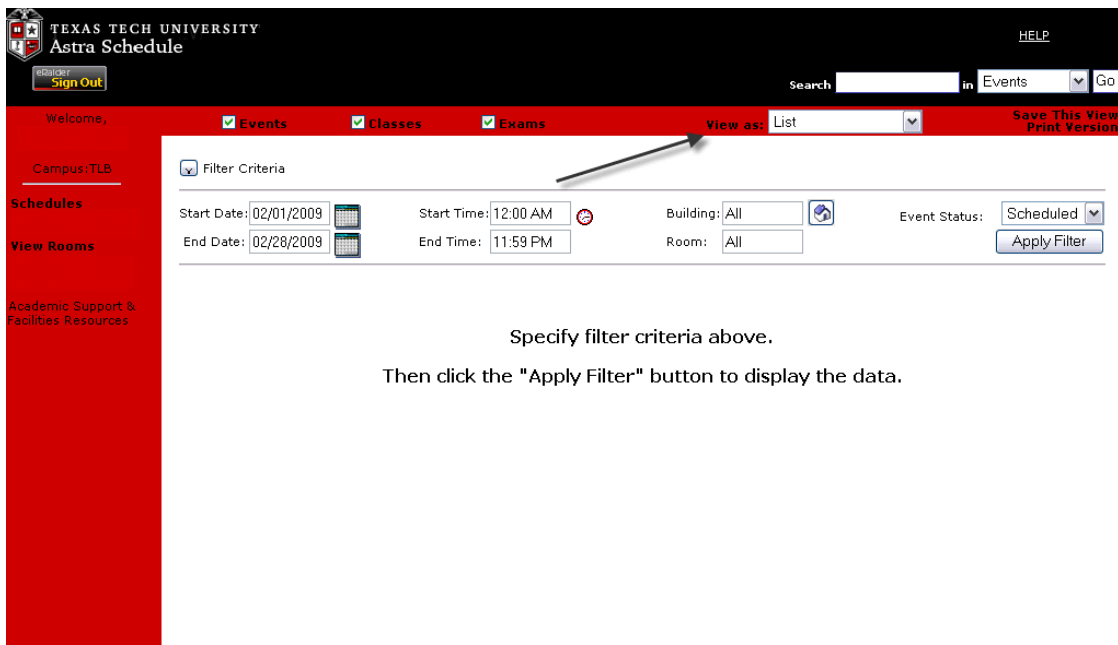 TEXAS TECH UNIVERSITY
Astra Schedule
HELP
eRaider
Sign Out
Search in Events Go
Welcome,
Events Classes Exams View as: List Save This View
Print Version
Campus:TLB
Filter Criteria
Schedules
Start Date: 02/01/2009 Start Time: 12:00 AM Building: All Event Status: Scheduled
View Rooms
End Date: 02/28/2009 End Time: 11:59 PM Room: All Apply Filter
Academic Support &
Facilities Resources
Specify filter criteria above.
Then click the "Apply Filter" button to display the data.